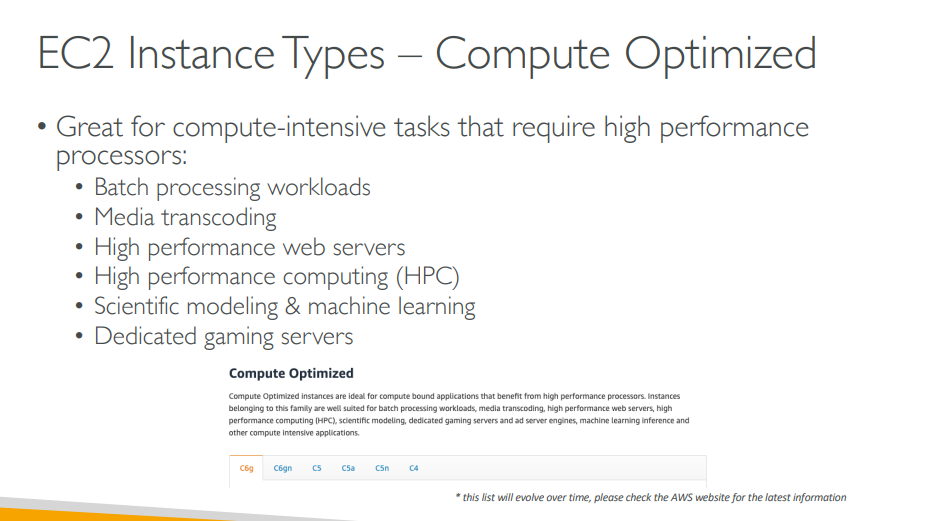 EC2 Instance Types – Compute Optimized
• Great for compute-intensive tasks that require high performance
processors:
• Batch processing workloads
• Media transcoding
• High performance web servers
• High performance computing (HPC)
• Scientific modeling & machine learning
• Dedicated gaming servers
Compute Optimized
Compute Optimized instances are ideal for compute bound applications that benefit from high performance processors. Instances
belonging to this family are well suited for batch processing workloads, media transcoding, high performance web servers, high
performance computing (HPC), scientific modeling, dedicated gaming servers and ad server engines, machine learning inference and
other compute intensive applications.
C6g C6gn C5 C5a C5n C4
* this list will evolve over time, please check the AWS website for the latest information